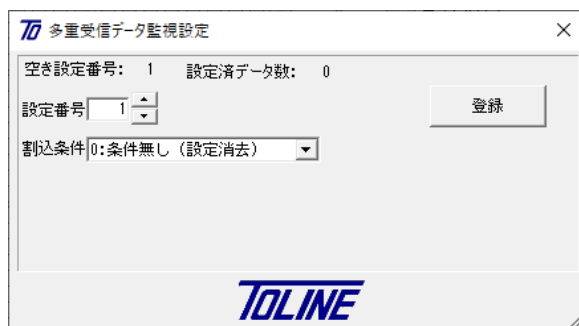 TO 多重受信データ監視設定
空き設定番号: 1 設定済データ数: 0
設定番号 1
登録
割込条件 0:条件無し（設定消去）
TOLINE